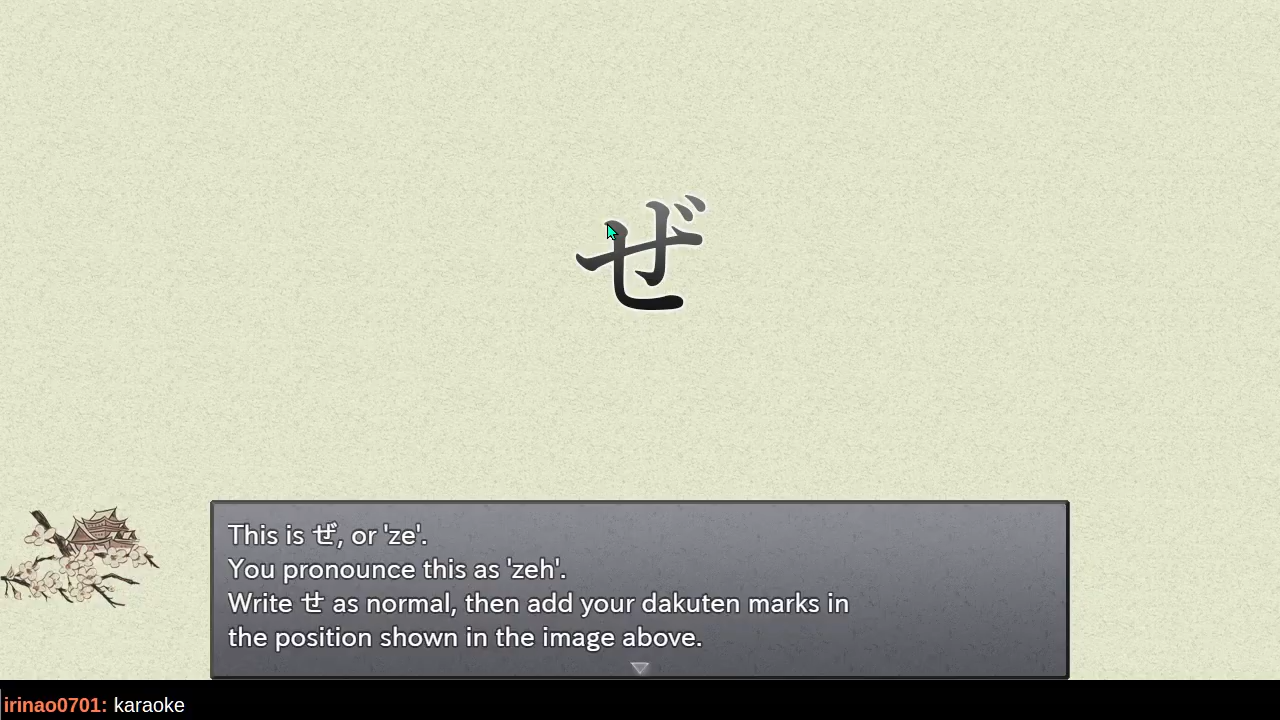 ぜ
This is ぜ, or 'ze'.
You pronounce this as 'zeh'.
Write せ as normal, then add your dakuten marks in
the position shown in the image above.
irinao0701: karaoke